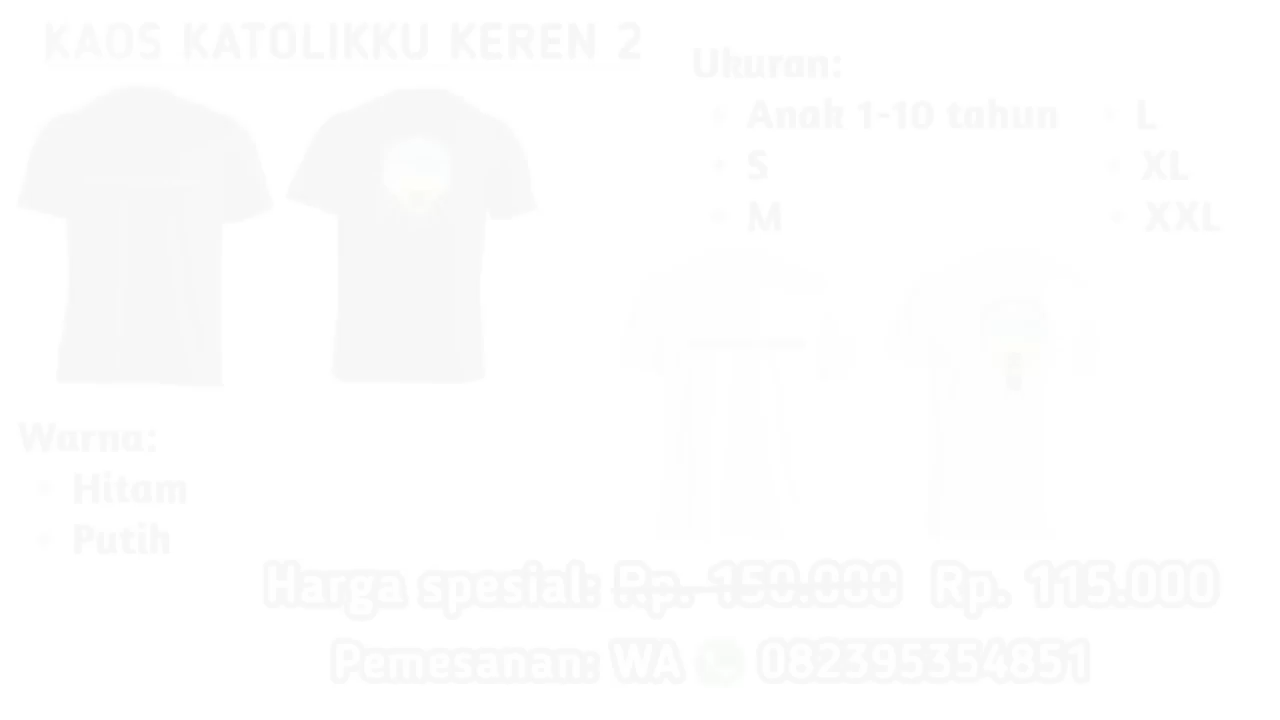 KAOS KATOLIKKU KEREN 2
Ukuran:
• Anak 1-10 tahun
• S
• M
• L
• XL
• XXL
Warna:
• Hitam
• Putih
Harga spesial: Rp. 150.000 Rp. 115.000
Pemesanan: WA 082395354851